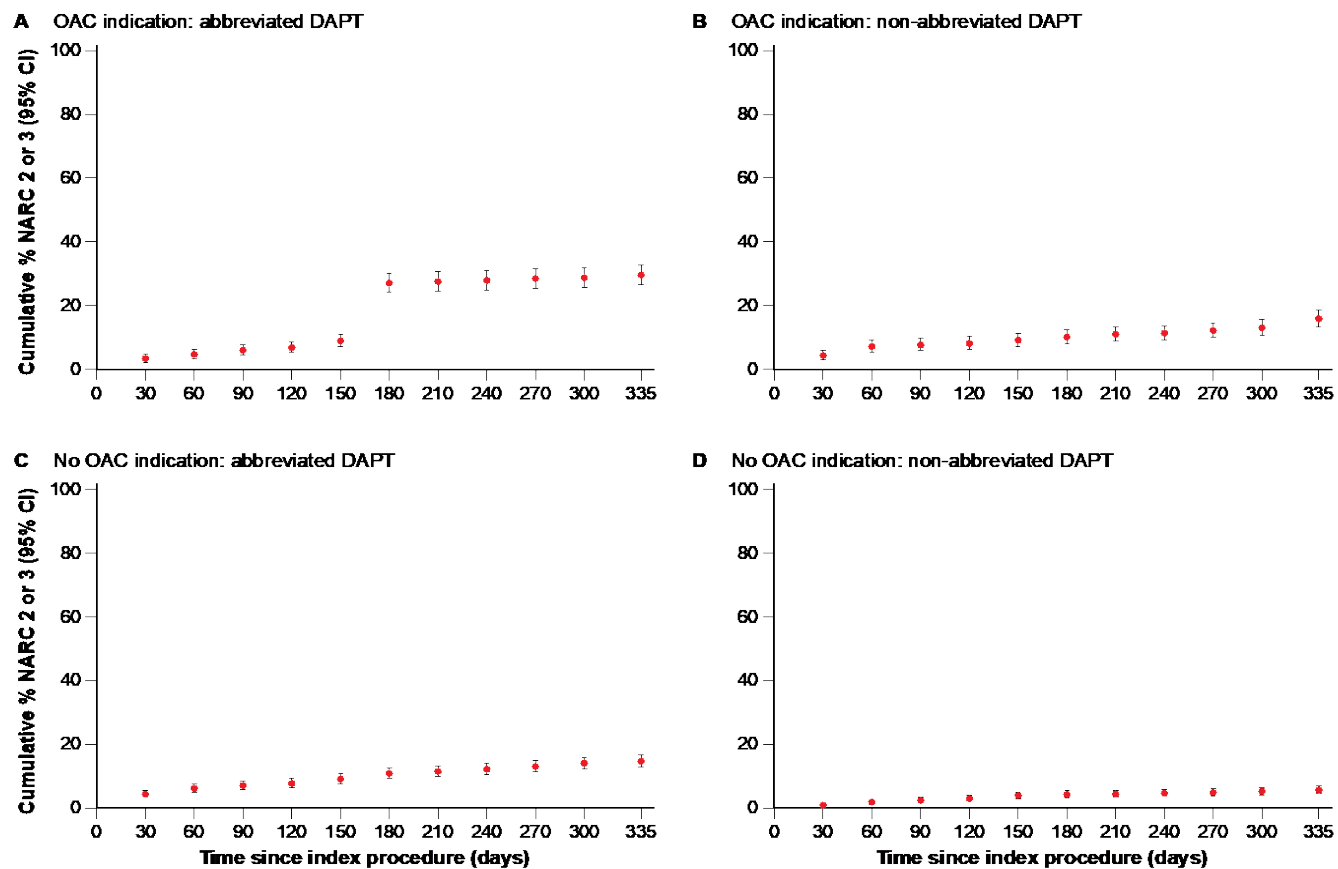 A OAC indication: abbreviated DAPT
Cumulative % NARC 2 or 3 (95% CI)
100
80
60
40
20
0
0 30 60 90 120 150 180 210 240 270 300 335
B OAC indication: non-abbreviated DAPT
100
80
60
40
20
0
0 30 60 90 120 150 180 210 240 270 300 335
C No OAC indication: abbreviated DAPT
Cumulative % NARC 2 or 3 (95% CI)
100
80
60
40
20
0
0 30 60 90 120 150 180 210 240 270 300 335
Time since index procedure (days)
D No OAC indication: non-abbreviated DAPT
100
80
60
40
20
0
0 30 60 90 120 150 180 210 240 270 300 335
Time since index procedure (days)